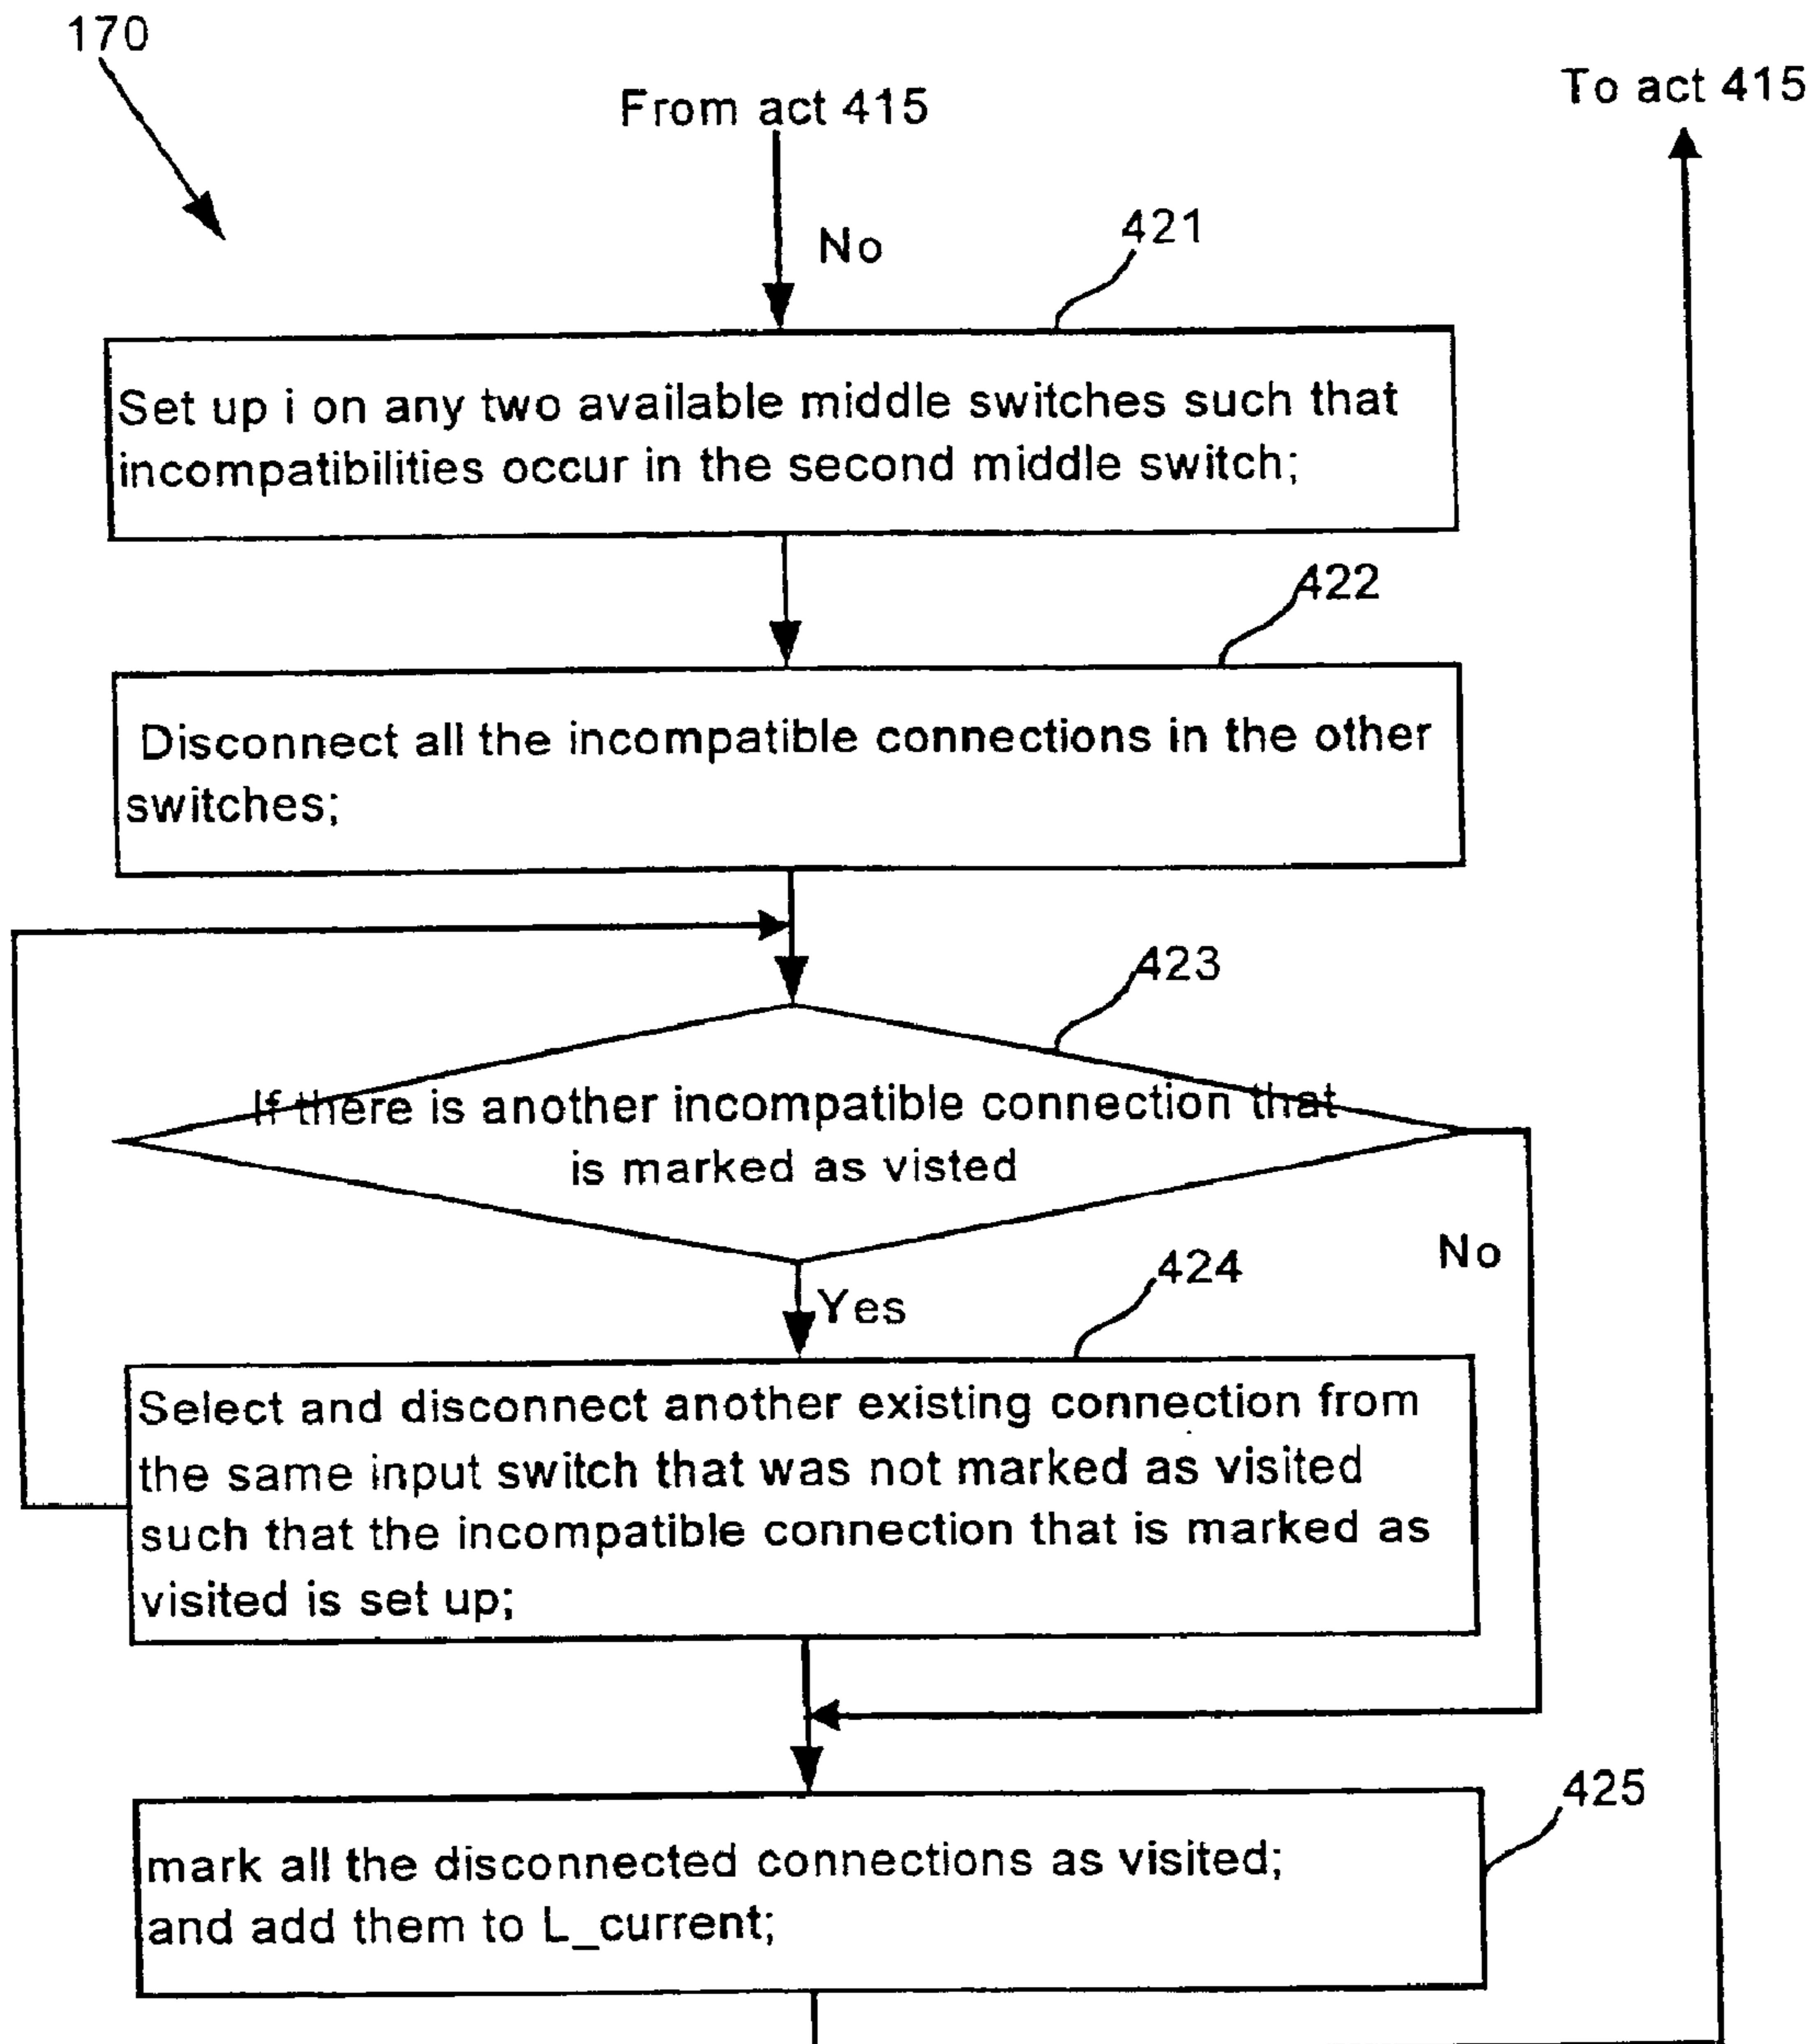 170
From act 415
To act 415
No
421
Set up i on any two available middle switches such that
incompatibilities occur in the second middle switch;
422
Disconnect all the incompatible connections in the other
switches;
423
If there is another incompatible connection that
is marked as visted
No
Yes
424
Select and disconnect another existing connection from
the same input switch that was not marked as visited
such that the incompatible connection that is marked as
visited is set up;
425
mark all the disconnected connections as visited;
and add them to L_current;